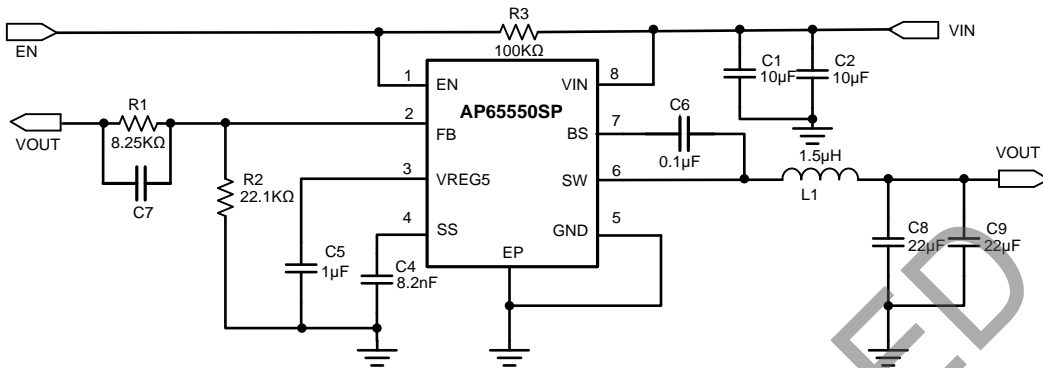 R3
EN
100KΩ
VIN
C1
10µF
C2
10µF
1
EN
VIN
8
AP65550SP
R1
8.25KΩ
VOUT
C7
2
FB
BS
7
C6
0.1µF
R2
22.1KΩ
3
VREG5
SW
6
1.5µH
L1
VOUT
4
SS
GND
5
EP
C5
1µF
C4
8.2nF
C8
22µF
C9
22µF
ED